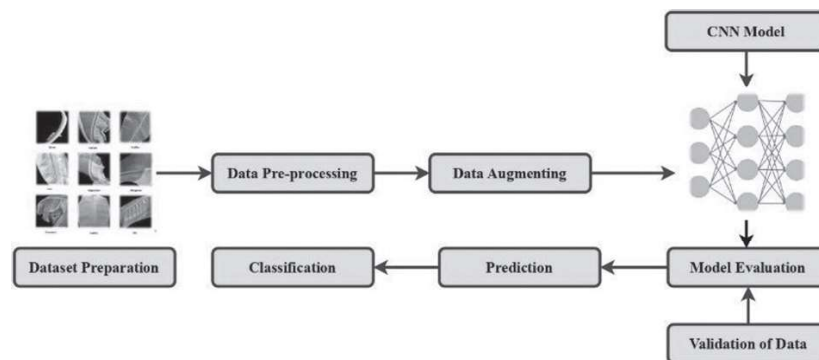 CNN Model
Data Pre-processing
Data Augmenting
Dataset Preparation
Classification
Prediction
Model Evaluation
Validation of Data